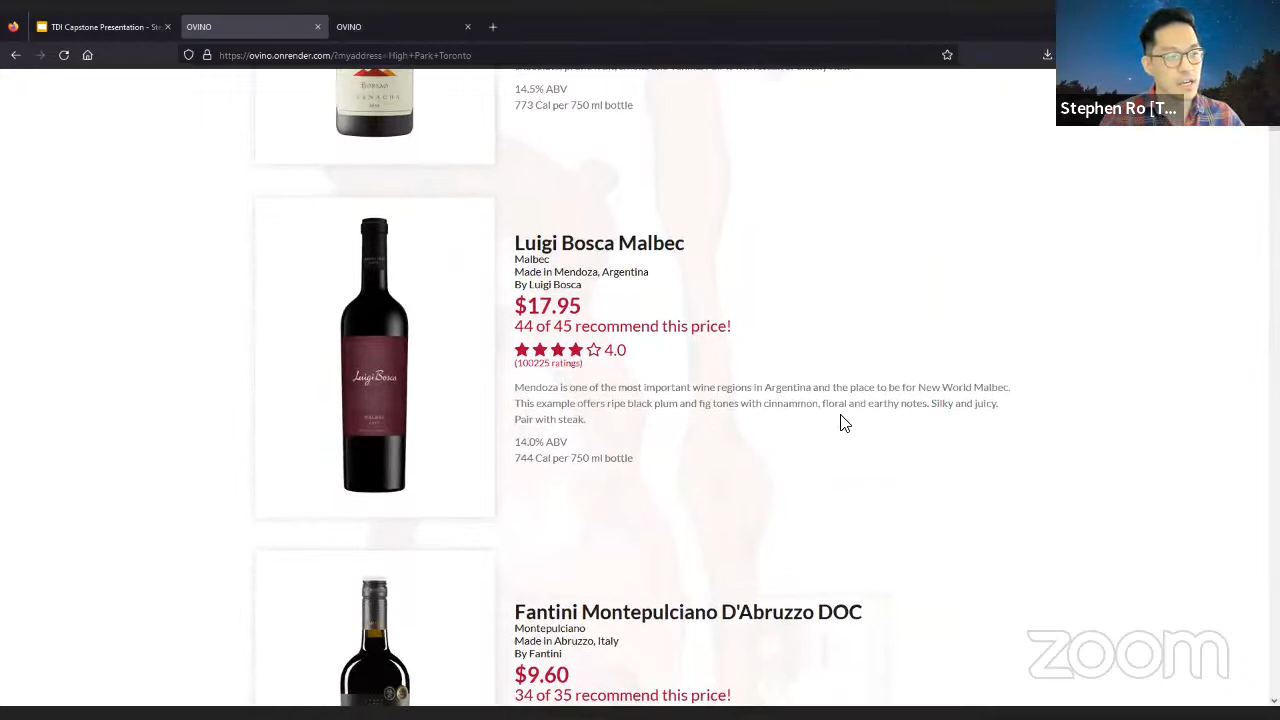 TDI Capstone Presentation - Ste
OVINO
OVINO
https://ovino.onrender.com/?myaddress=High+Park+Toronto
Stephen Ro [T...
BORSAO
GARNACHA
14.5% ABV
773 Cal per 750 ml bottle
Luigi Bosca Malbec
Malbec
Made in Mendoza, Argentina
By Luigi Bosca
$17.95
44 of 45 recommend this price!
4.0
(100225 ratings)
Luigi Bosca
MALBEC
Mendoza is one of the most important wine regions in Argentina and the place to be for New World Malbec.
This example offers ripe black plum and fig tones with cinnammon, floral and earthy notes. Silky and juicy.
Pair with steak.
14.0% ABV
744 Cal per 750 ml bottle
Fantini Montepulciano D'Abruzzo DOC
Montepulciano
Made in Abruzzo, Italy
By Fantini
$9.60
34 of 35 recommend this price!
zoom